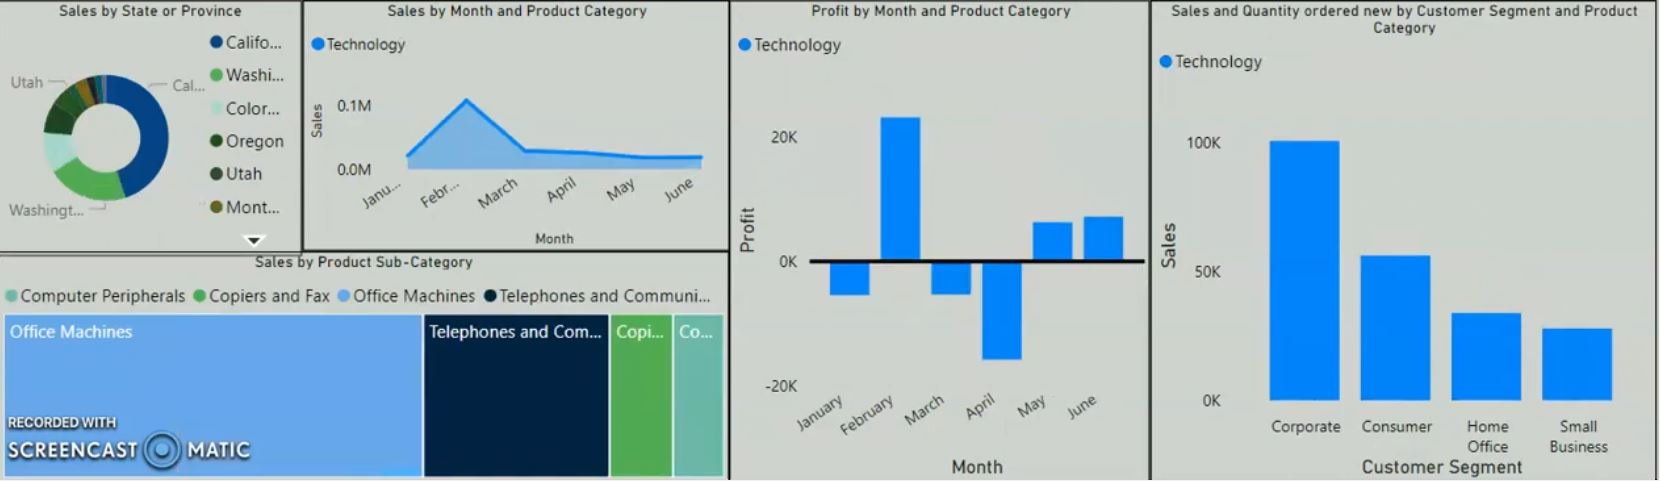 Sales by State or Province
Califo...
Washi...
Color...
Oregon
Utah
Mont...
Utah
Cal...
Washingt...
Sales by Month and Product Category
Technology
Sales
0.1M
0.0M
Janu...
Febr...
March
April
May
June
Month
Sales by Product Sub-Category
Computer Peripherals
Copiers and Fax
Office Machines
Telephones and Communi...
Office Machines
Telephones and Com...
Copi...
Co...
RECORDED WITH
SCREENCAST MATIC
Profit by Month and Product Category
Technology
Profit
20K
0K
-20K
January
February
March
April
May
June
Month
Sales and Quantity ordered new by Customer Segment and Product
Category
Technology
Sales
100K
50K
0K
Corporate
Consumer
Home
Office
Small
Business
Customer Segment